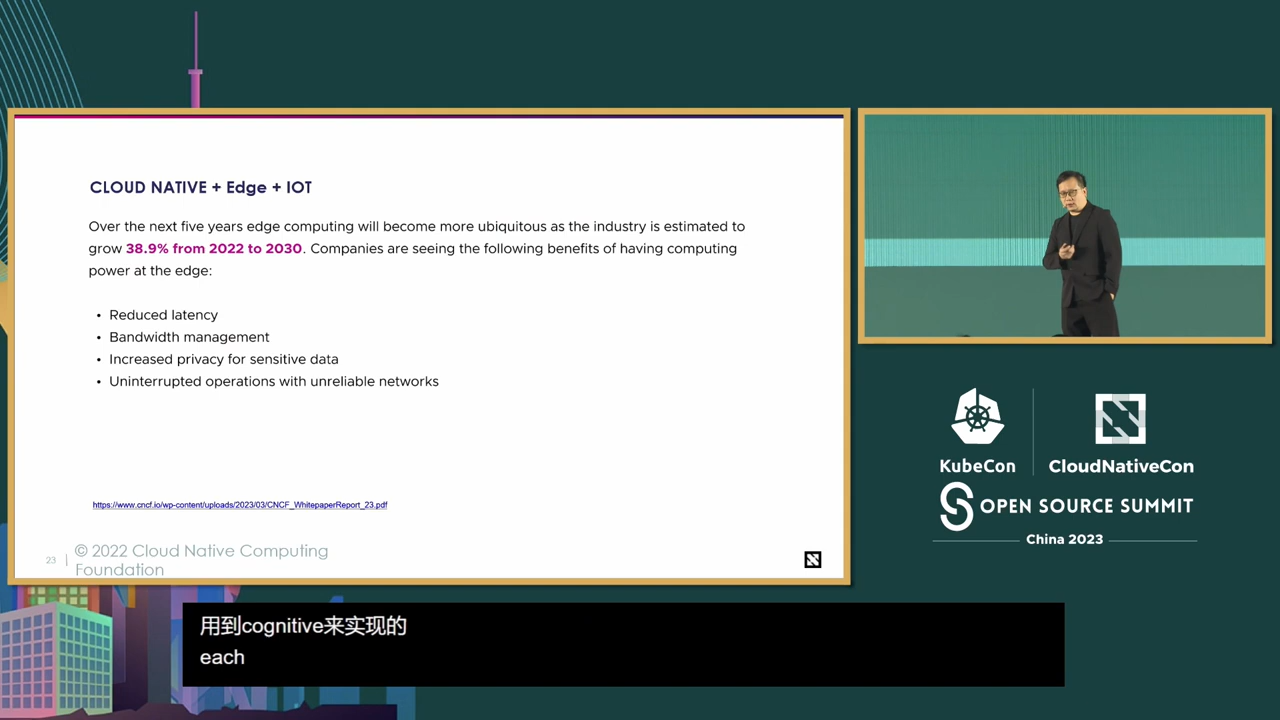 CLOUD NATIVE + Edge + IOT
Over the next five years edge computing will become more ubiquitous as the industry is estimated to
grow 38.9% from 2022 to 2030. Companies are seeing the following benefits of having computing
power at the edge:
• Reduced latency
• Bandwidth management
• Increased privacy for sensitive data
• Uninterrupted operations with unreliable networks
https://www.cncf.io/wp-content/uploads/2023/03/CNCF_WhitepaperReport_23.pdf
23
© 2022 Cloud Native Computing
Foundation
KubeCon
CloudNativeCon
OPEN SOURCE SUMMIT
China 2023
用到cognitive来实现的
each